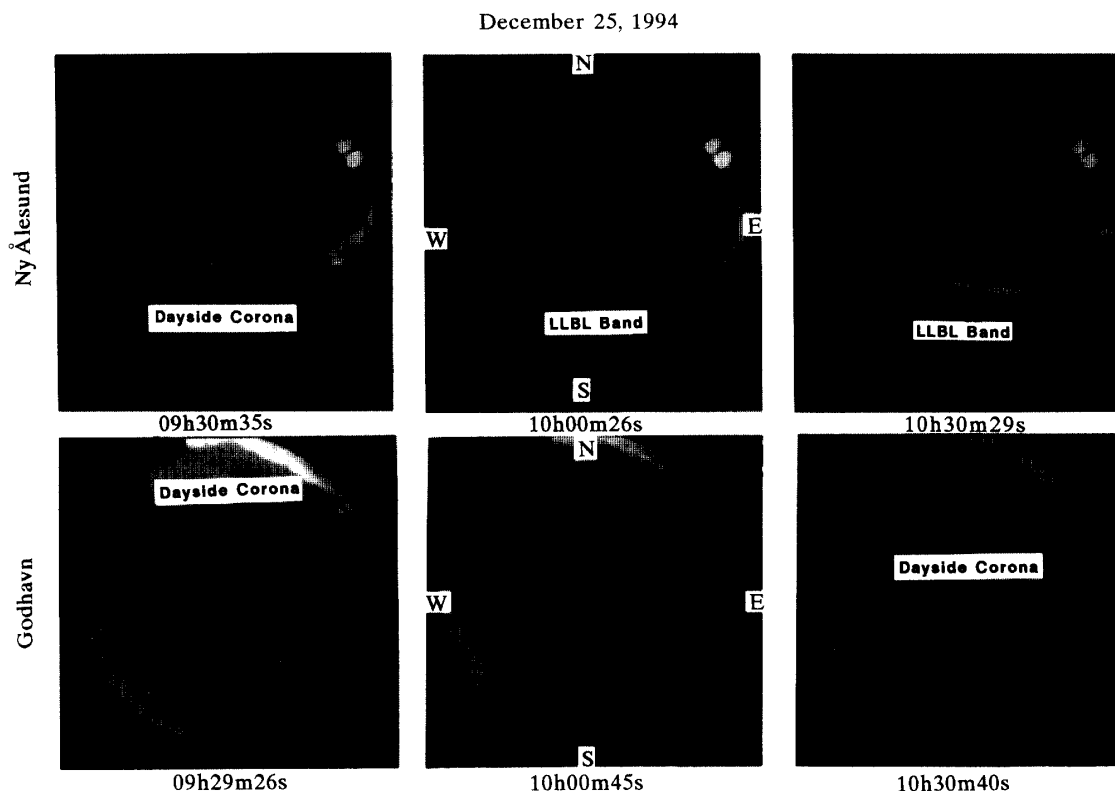 December 25, 1994
Ny Ålesund
Dayside Corona
09h30m35s
N
W
E
LLBL Band
S
10h00m26s
LLBL Band
10h30m29s
Godhavn
Dayside Corona
09h29m26s
N
W
E
S
10h00m45s
Dayside Corona
10h30m40s